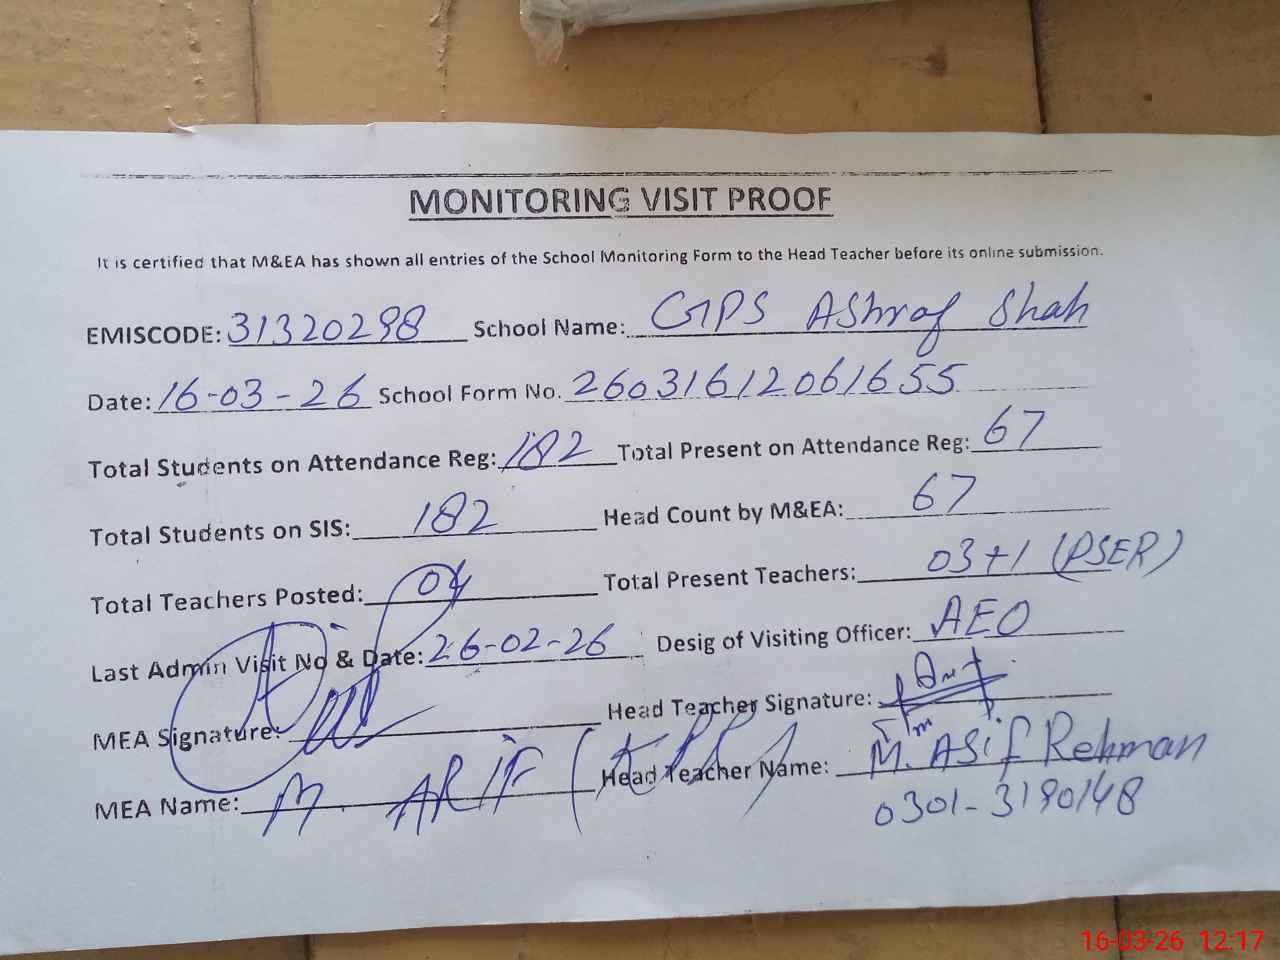 MONITORING VISIT PROOF
It is certified that M&EA has shown all entries of the School Monitoring Form to the Head Teacher before its online submission.
EMISCODE: 31320298 School Name: GPS AShraf Shah
Date: 16-03-26 School Form No. 26031612061655
Total Students on Attendance Reg: 182 Total Present on Attendance Reg: 67
Total Students on SIS: 182 Head Count by M&EA: 67
Total Teachers Posted: 04 Total Present Teachers: 03+1 (PSER)
Last Admin Visit No & Date: 26-02-26 Desig of Visiting Officer: AEO
MEA Signature: Head Teacher Signature:
MEA Name: M. ARIF Head Teacher Name: M. ASif Rehman
0301-3190148
16-03-26 12:17